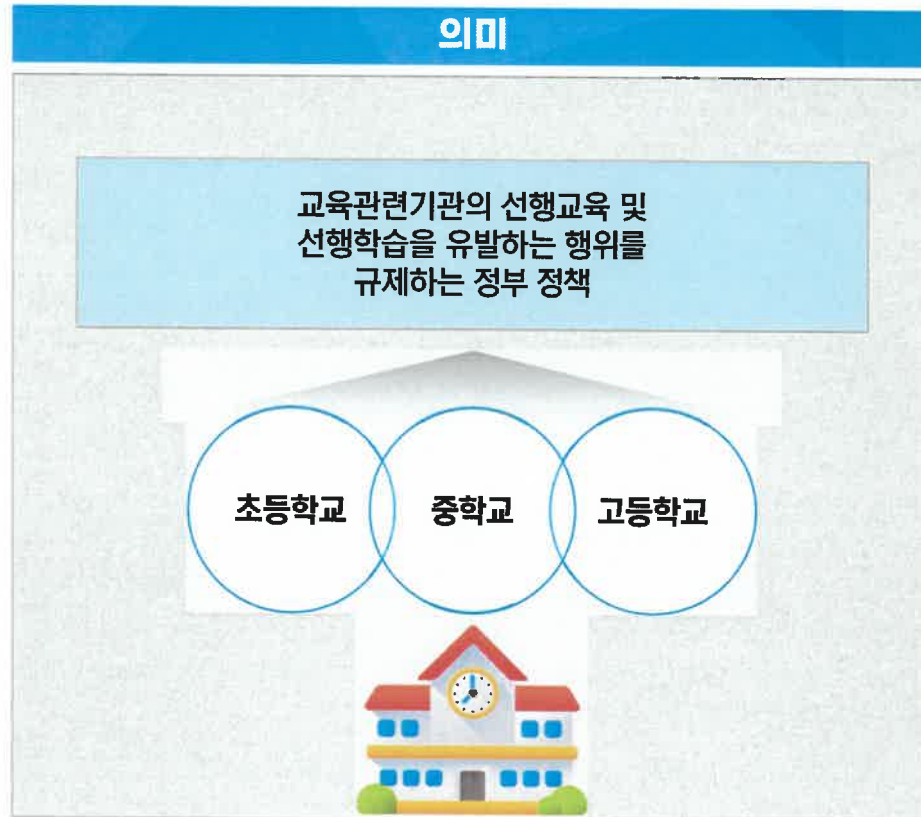 의미
교육관련기관의 선행교육 및
선행학습을 유발하는 행위를
규제하는 정부 정책
초등학교 중학교 고등학교